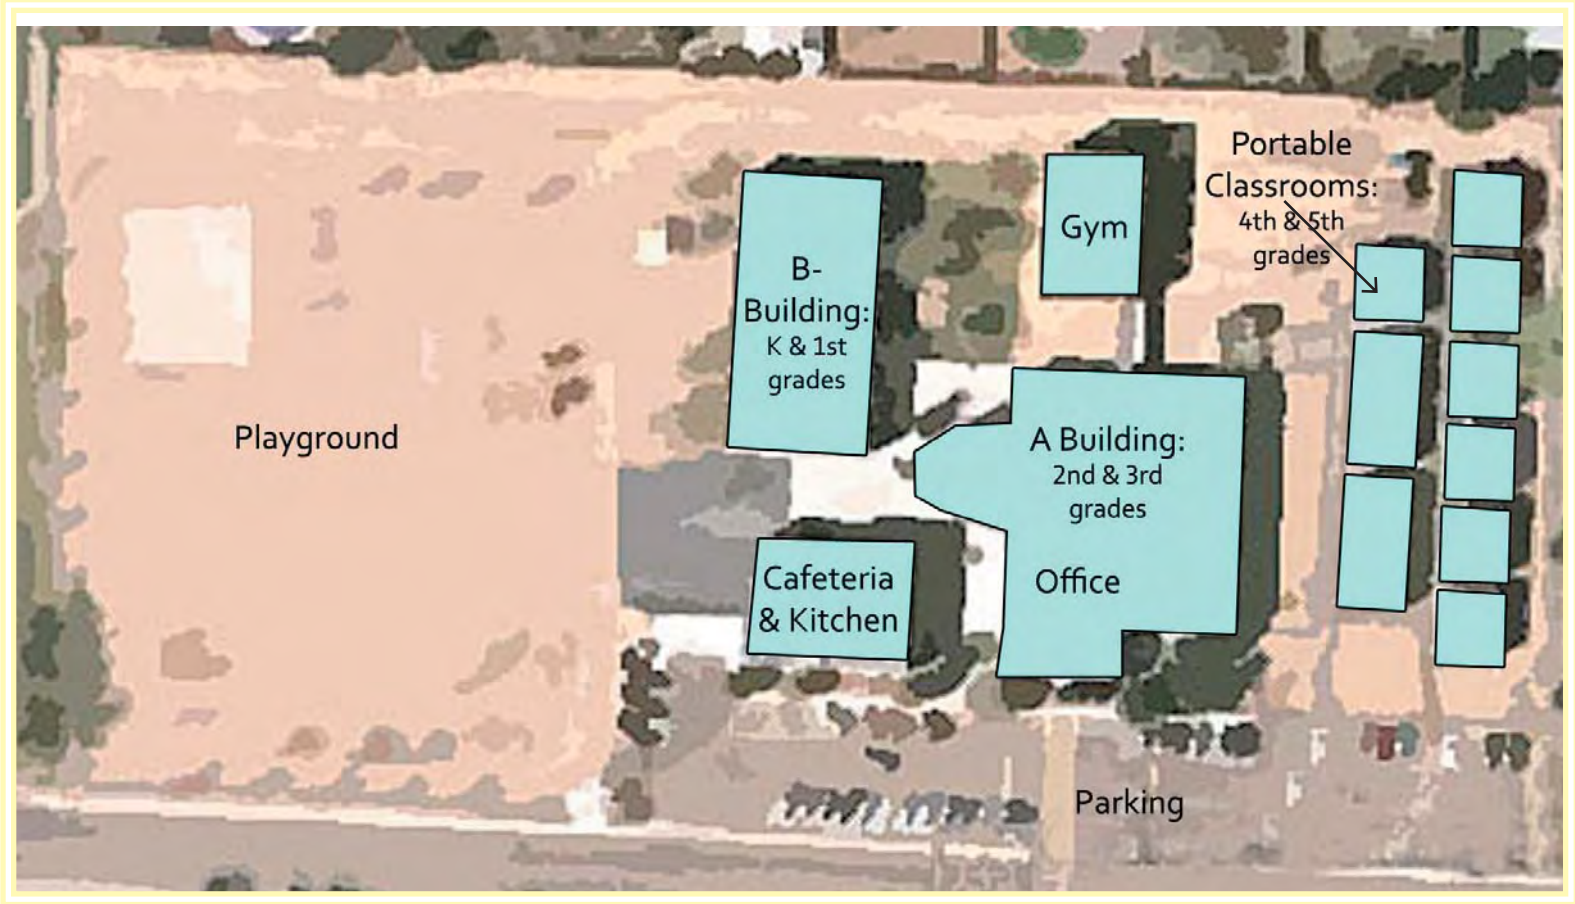 Portable
Classrooms:
4th & 5th
grades
Gym
B-
Building:
K & 1st
grades
Playground
A Building:
2nd & 3rd
grades
Office
Cafeteria
& Kitchen
Parking